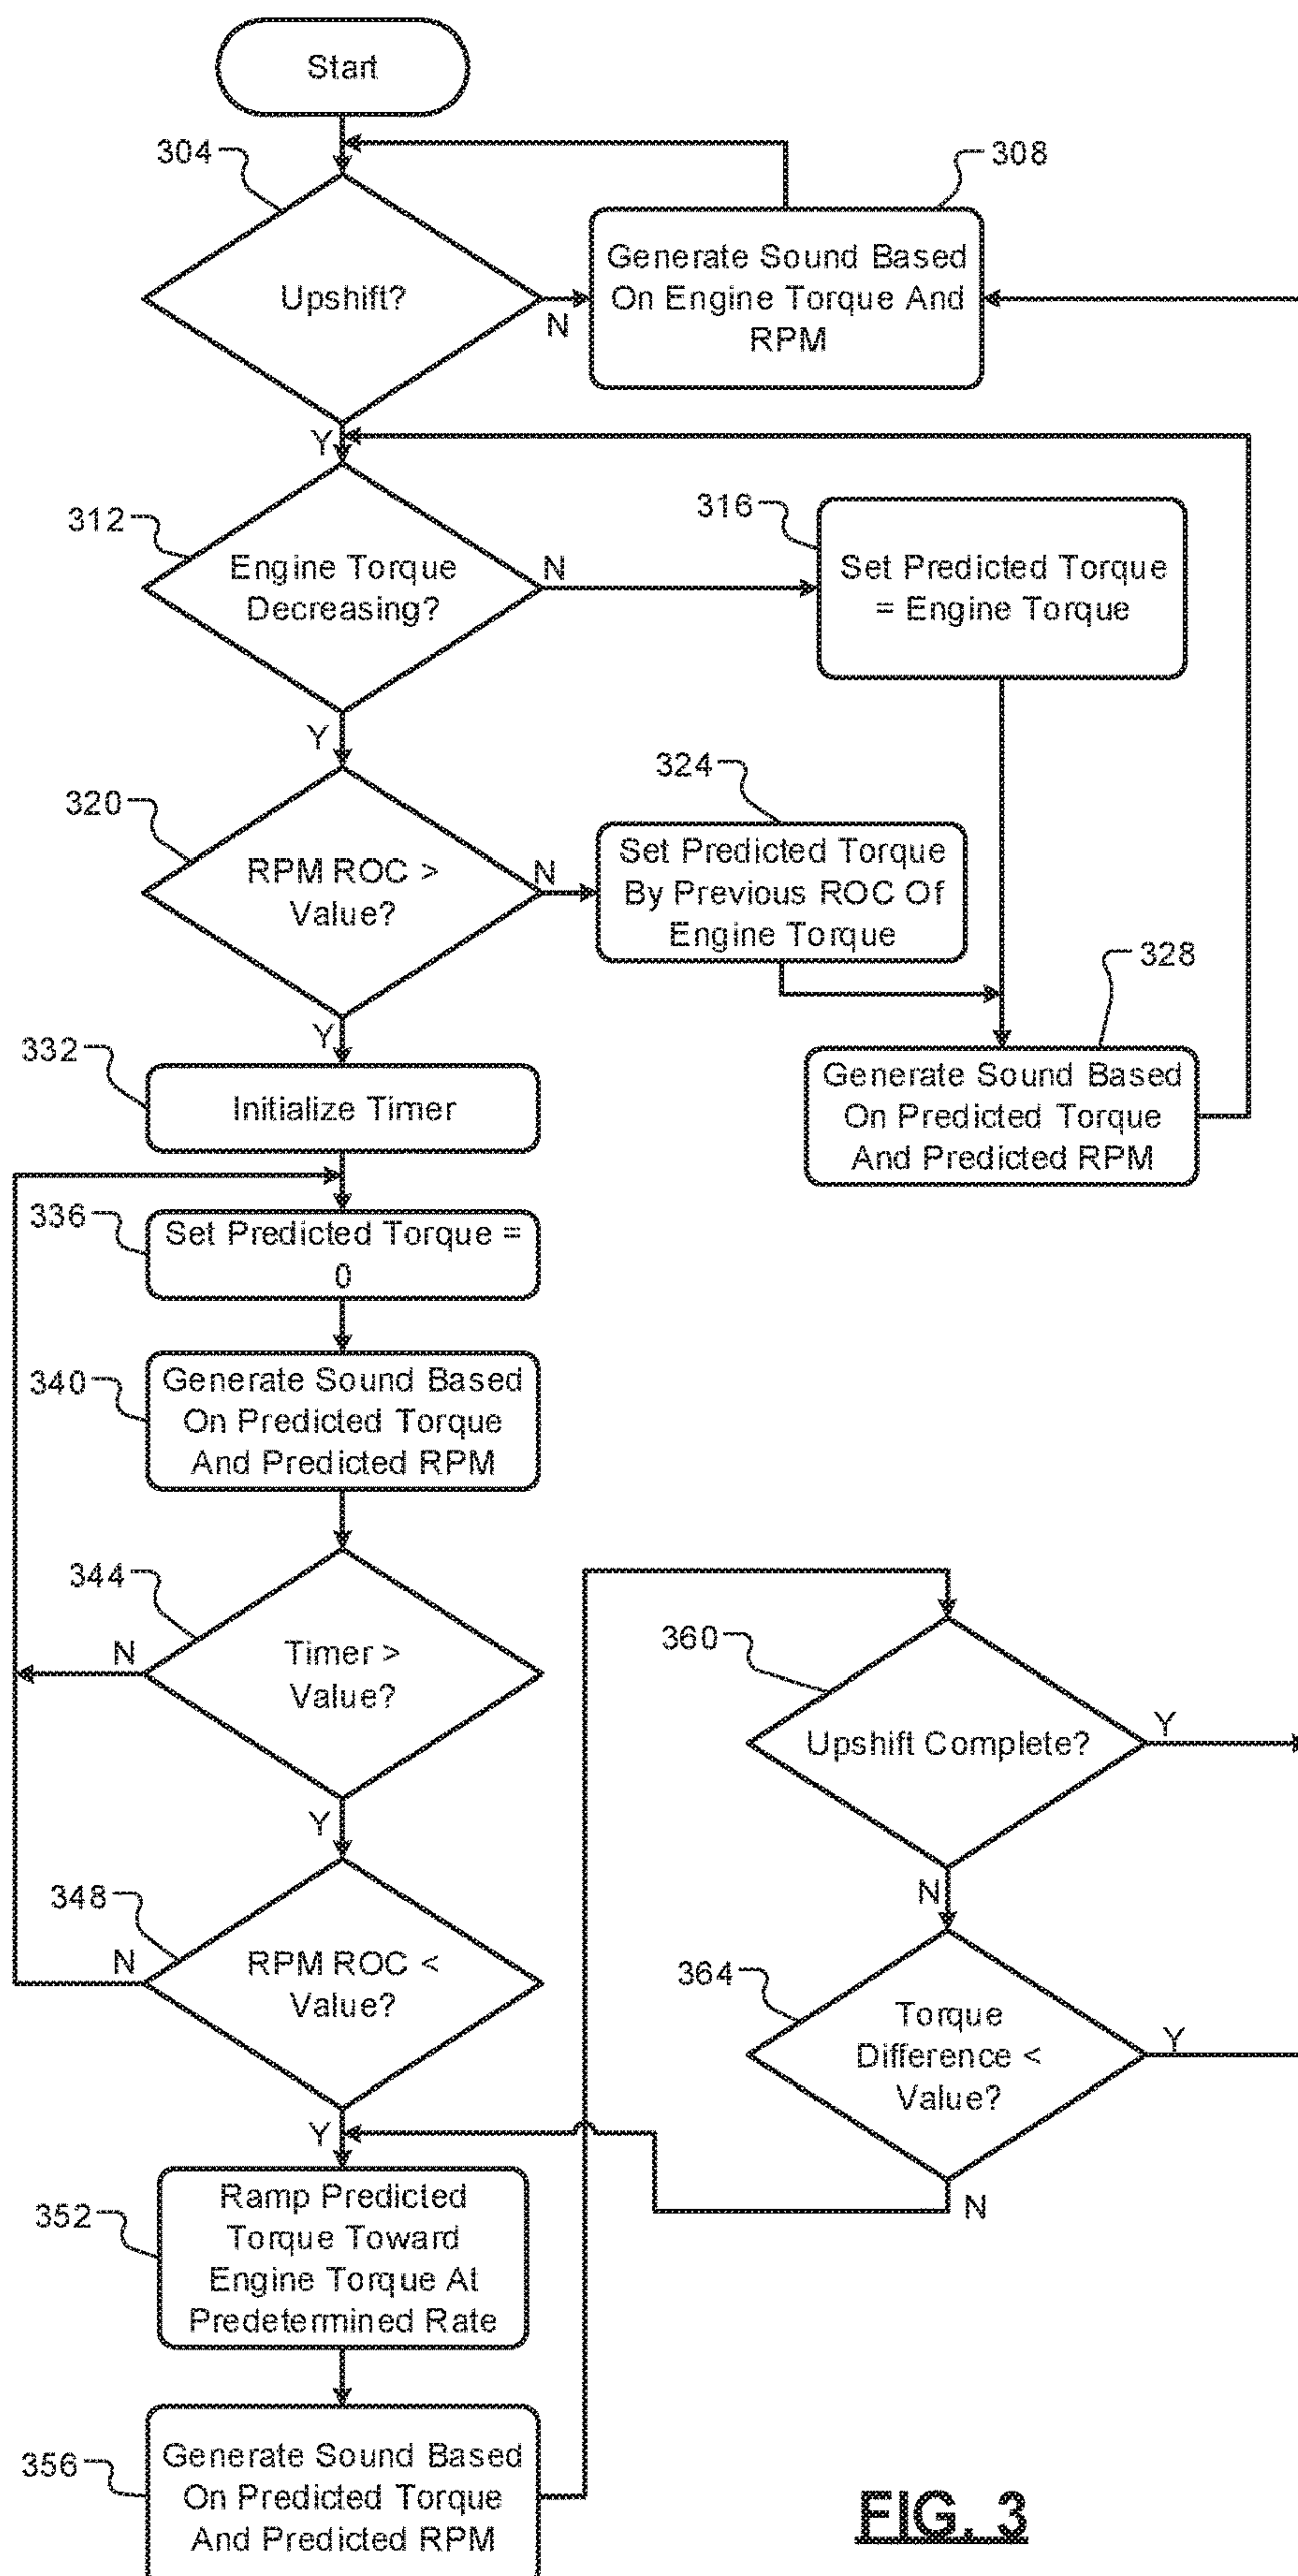 Start
304
308
Upshift?
N
Generate Sound Based
On Engine Torque And
RPM
Y
312
Engine Torque
Decreasing?
N
316
Set Predicted Torque
= Engine Torque
Y
320
RPM ROC >
Value?
N
324
Set Predicted Torque
By Previous ROC Of
Engine Torque
328
Generate Sound Based
On Predicted Torque
And Predicted RPM
Y
332
Initialize Timer
336
Set Predicted Torque =
0
340
Generate Sound Based
On Predicted Torque
And Predicted RPM
344
N
Timer >
Value?
Y
348
N
RPM ROC <
Value?
Y
352
Ramp Predicted
Torque Toward
Engine Torque At
Predetermined Rate
356
Generate Sound Based
On Predicted Torque
And Predicted RPM
360
Upshift Complete?
Y
N
364
Torque
Difference <
Value?
Y
N
FIG. 3